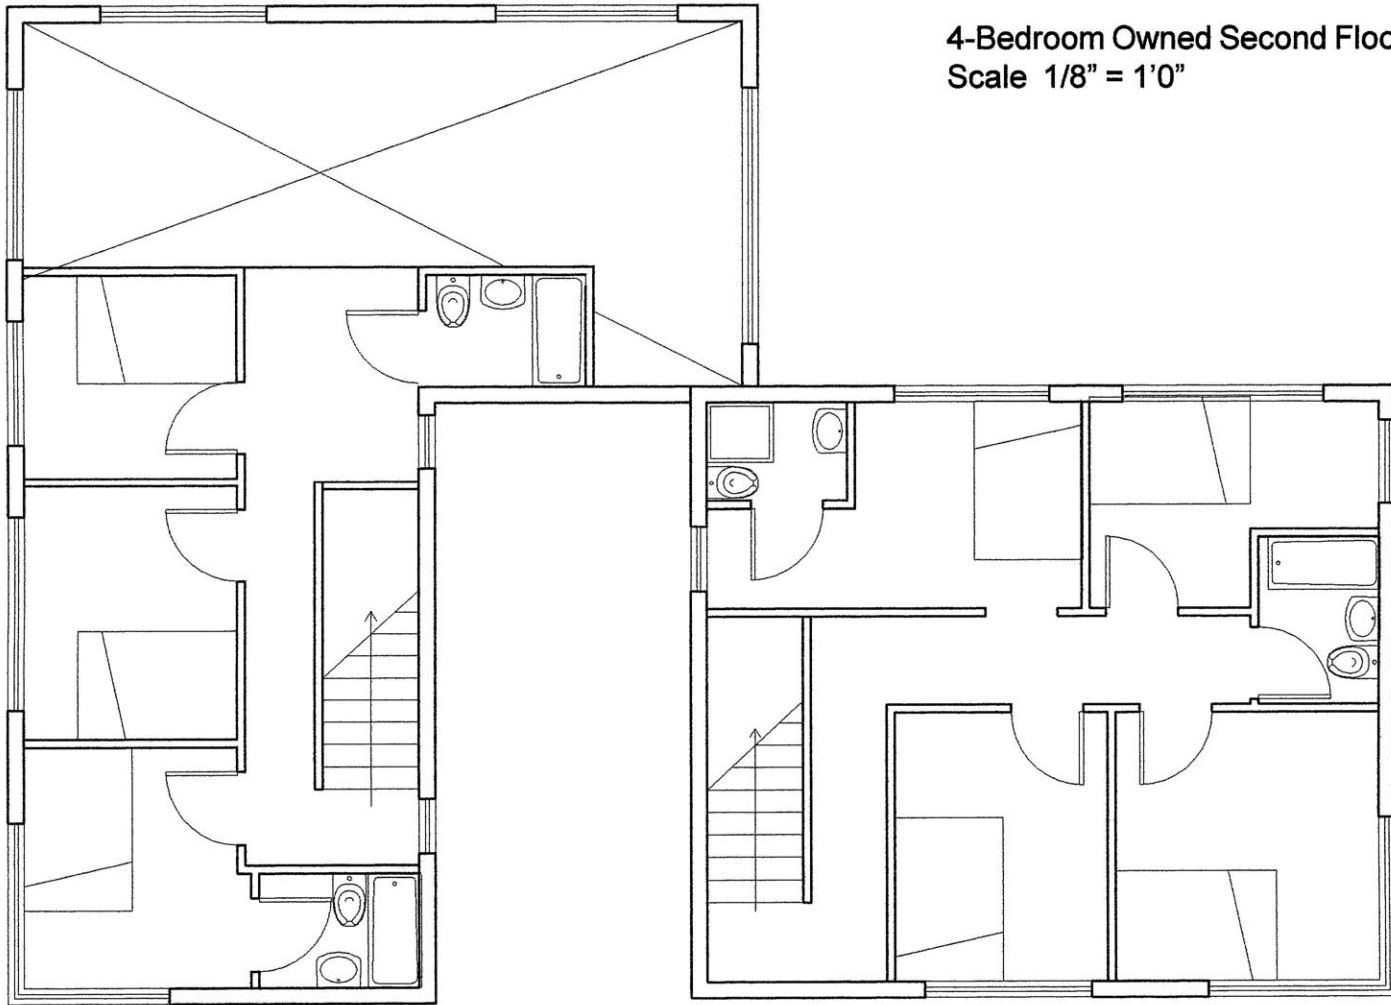 4-Bedroom Owned Second Floo
Scale 1/8” = 1’0”